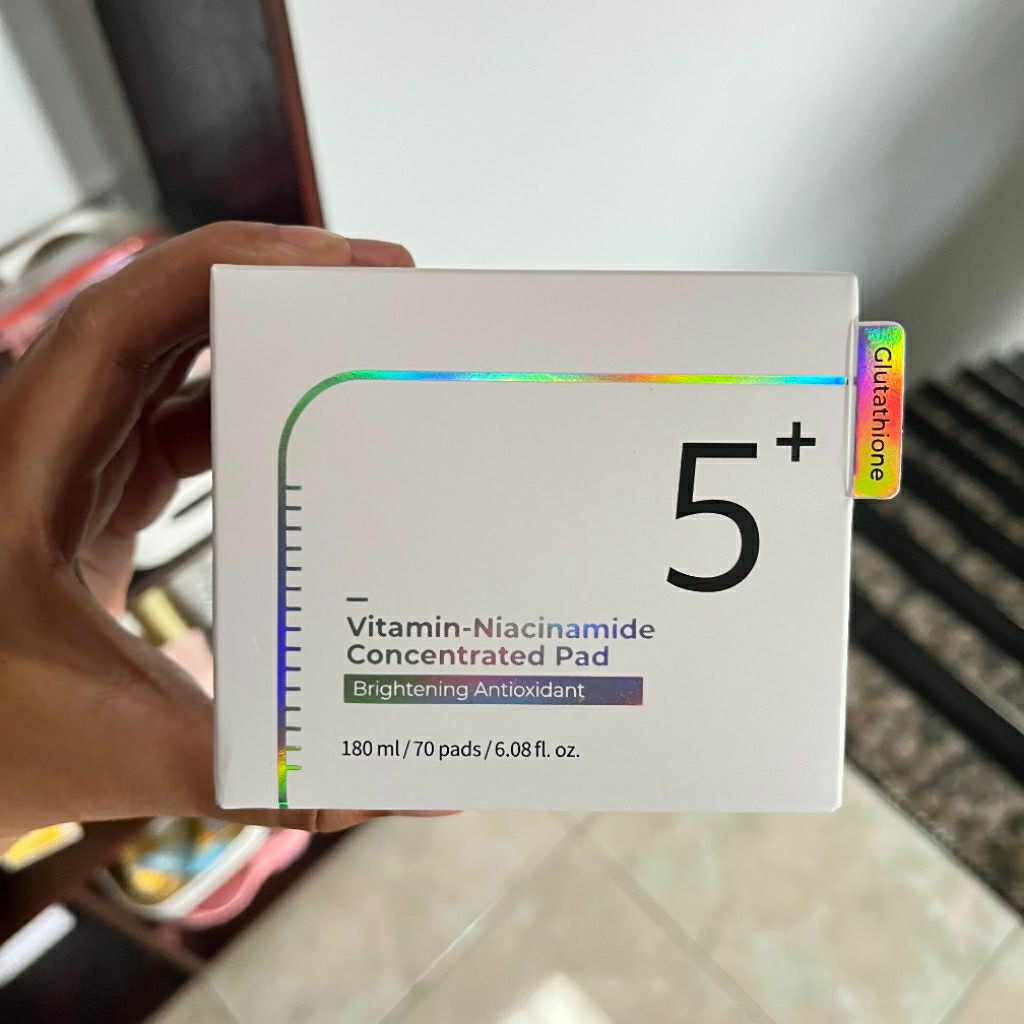 5+
Glutathione
Vitamin-Niacinamide
Concentrated Pad
Brightening Antioxidant
180 ml / 70 pads / 6.08 fl. oz.